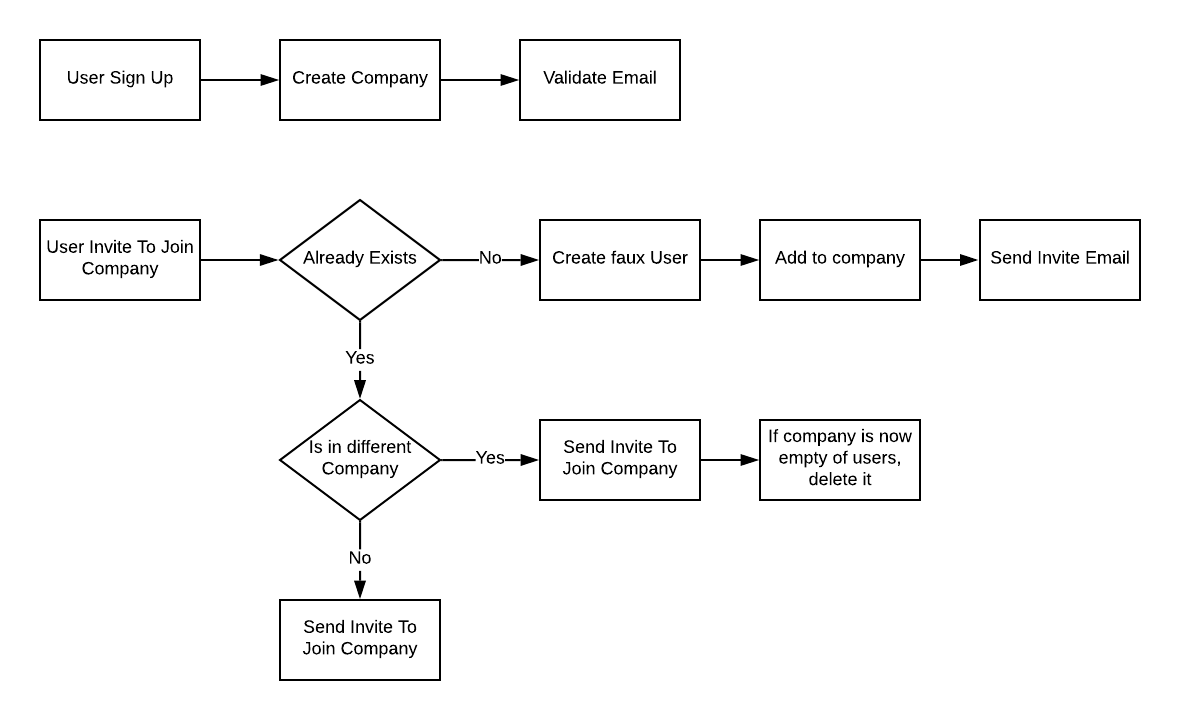 User Sign Up
Create Company
Validate Email
User Invite To Join
Company
Already Exists
No
Create faux User
Add to company
Send Invite Email
Yes
Is in different
Company
Yes
Send Invite To
Join Company
If company is now
empty of users,
delete it
No
Send Invite To
Join Company